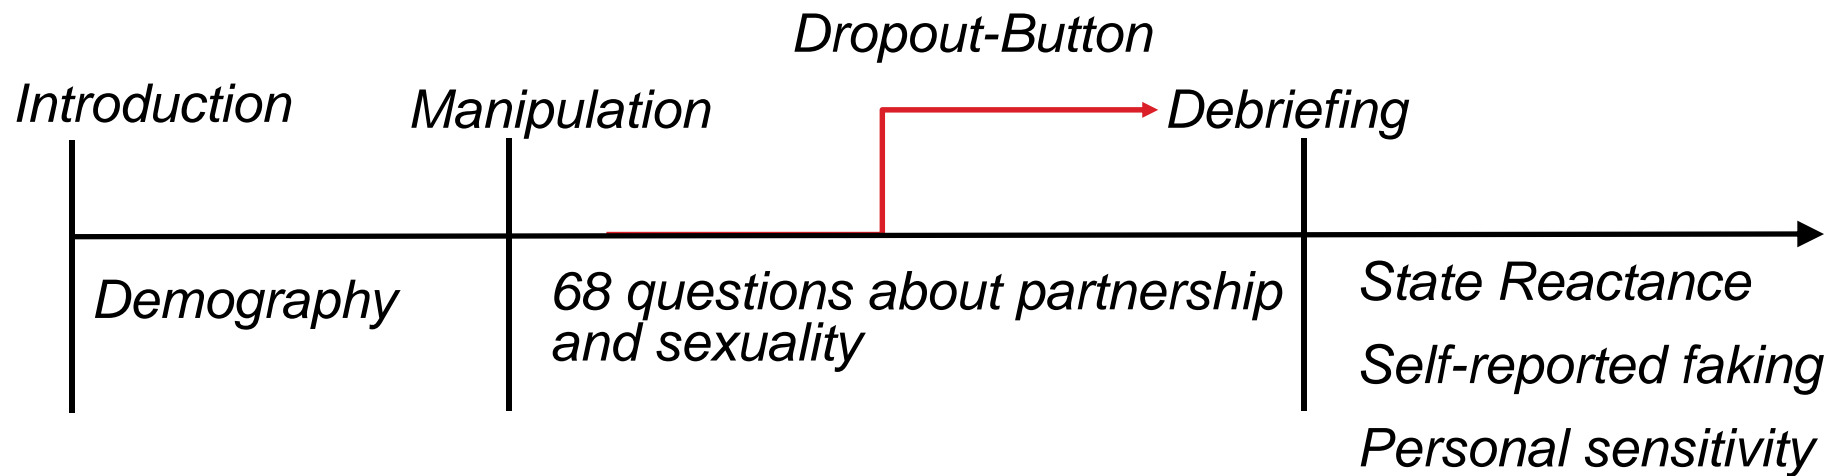 Dropout-Button
Introduction
Manipulation
Debriefing
Demography
68 questions about partnership
and sexuality
State Reactance
Self-reported faking
Personal sensitivity